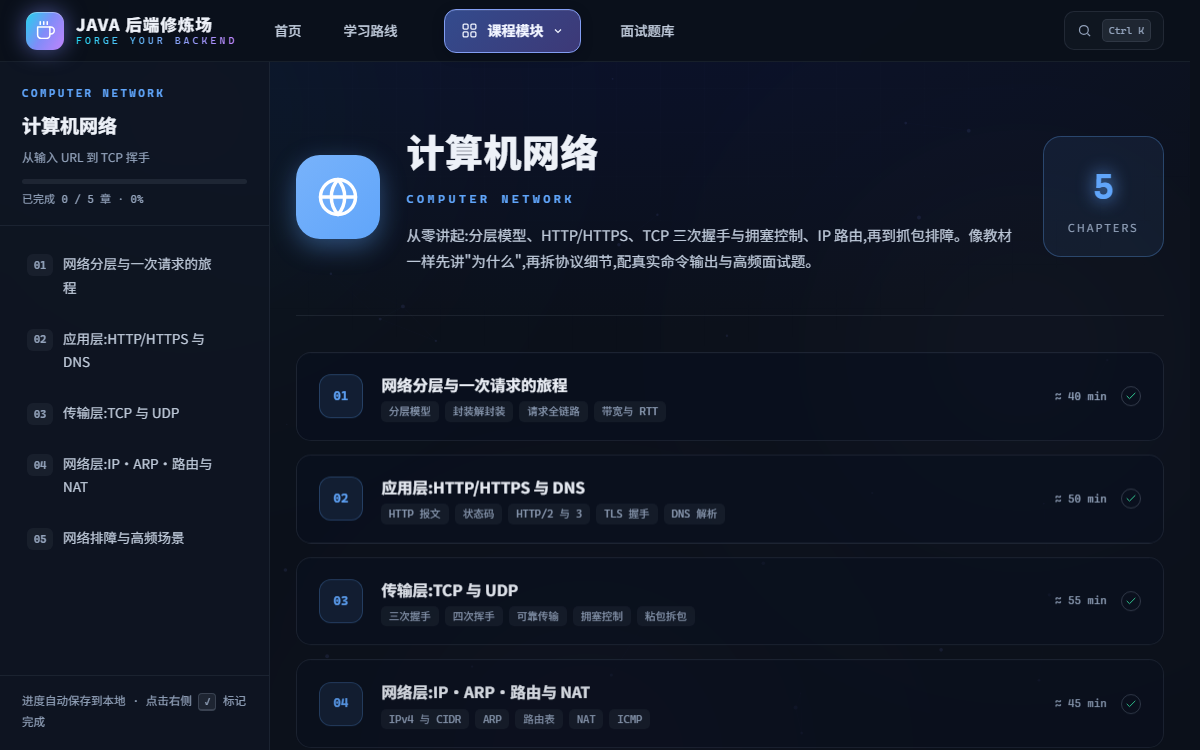 JAVA 后端修炼场
FORGE YOUR BACKEND
首页
学习路线
课程模块
面试题库
Ctrl K
COMPUTER NETWORK
计算机网络
从输入 URL 到 TCP 挥手
已完成 0 / 5 章 · 0%
01 网络分层与一次请求的旅
程
02 应用层:HTTP/HTTPS 与
DNS
03 传输层:TCP 与 UDP
04 网络层:IP・ARP・路由与
NAT
05 网络排障与高频场景
进度自动保存到本地 · 点击右侧 ✓ 标记
完成
计算机网络
COMPUTER NETWORK
从零讲起:分层模型、HTTP/HTTPS、TCP 三次握手与拥塞控制、IP 路由,再到抓包排障。像教材
一样先讲"为什么",再拆协议细节,配真实命令输出与高频面试题。
5
CHAPTERS
01 网络分层与一次请求的旅程
分层模型 封装解封装 请求全链路 带宽与 RTT
≈ 40 min
02 应用层:HTTP/HTTPS 与 DNS
HTTP 报文 状态码 HTTP/2 与 3 TLS 握手 DNS 解析
≈ 50 min
03 传输层:TCP 与 UDP
三次握手 四次挥手 可靠传输 拥塞控制 粘包拆包
≈ 55 min
04 网络层:IP・ARP・路由与 NAT
IPv4 与 CIDR ARP 路由表 NAT ICMP
≈ 45 min